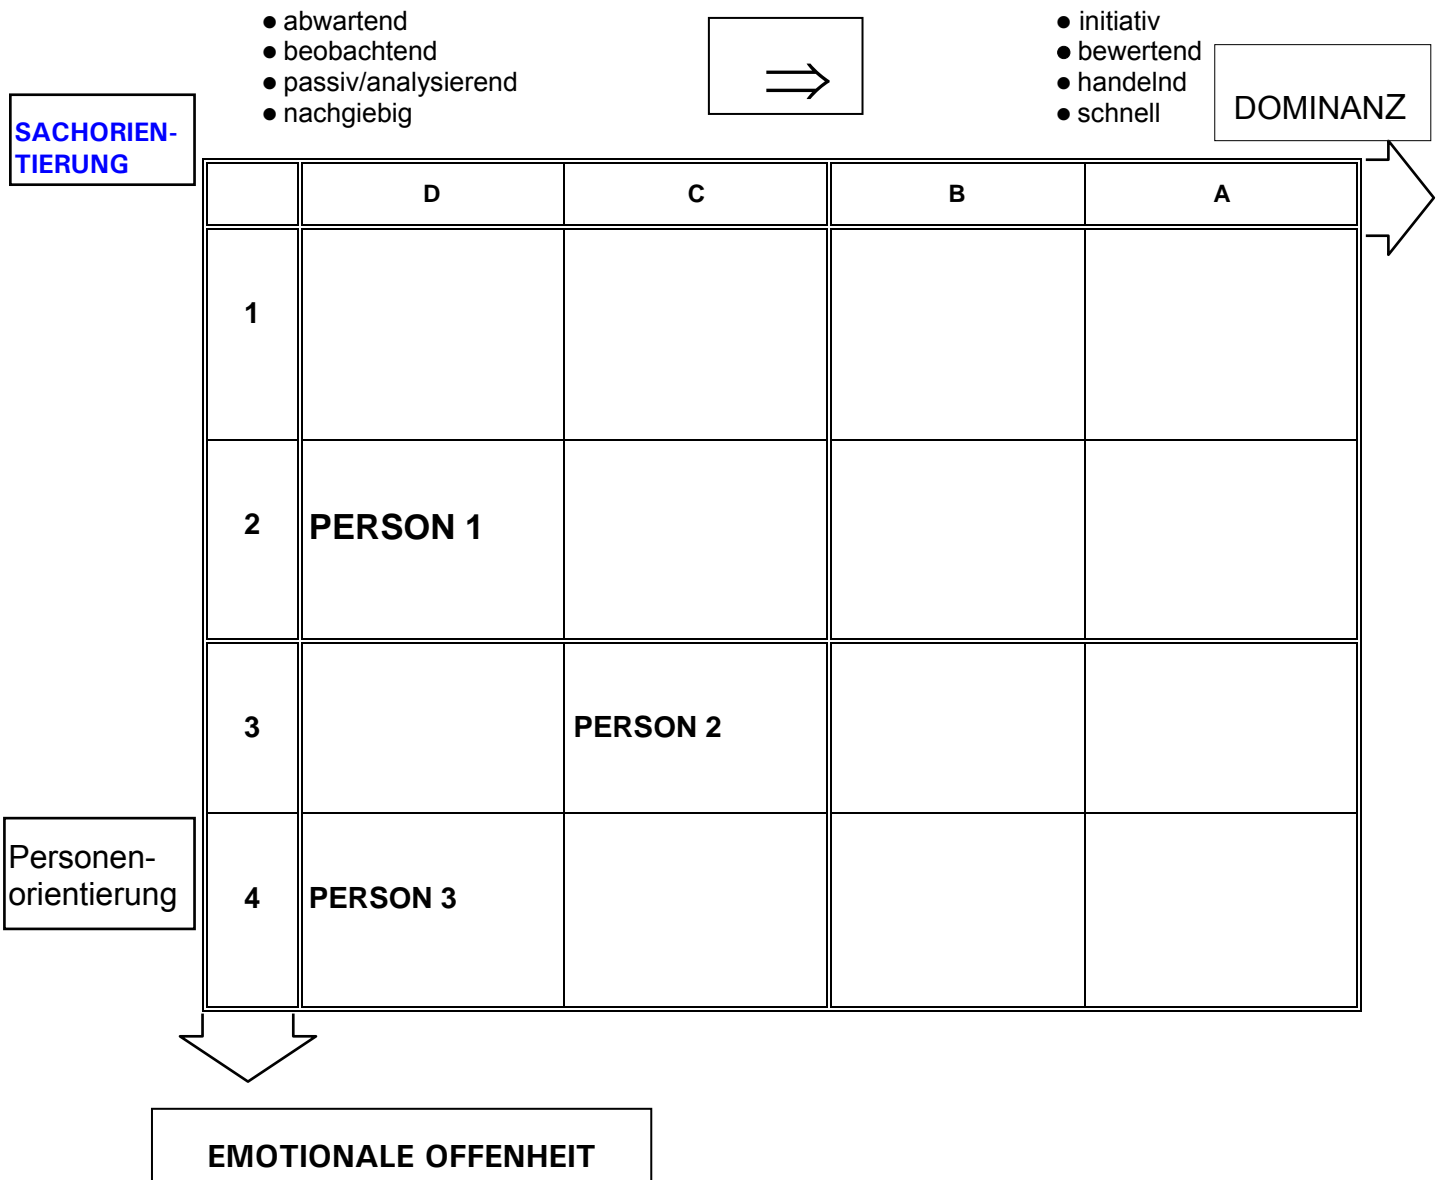 ● abwartend
● beobachtend
● passiv/analysierend
● nachgiebig
⇒
● initiativ
● bewertend
● handelnd
● schnell
DOMINANZ
SACHORIEN-
TIERUNG
D C B A
1
2 PERSON 1
3 PERSON 2
Personen-
orientierung
4 PERSON 3
EMOTIONALE OFFENHEIT